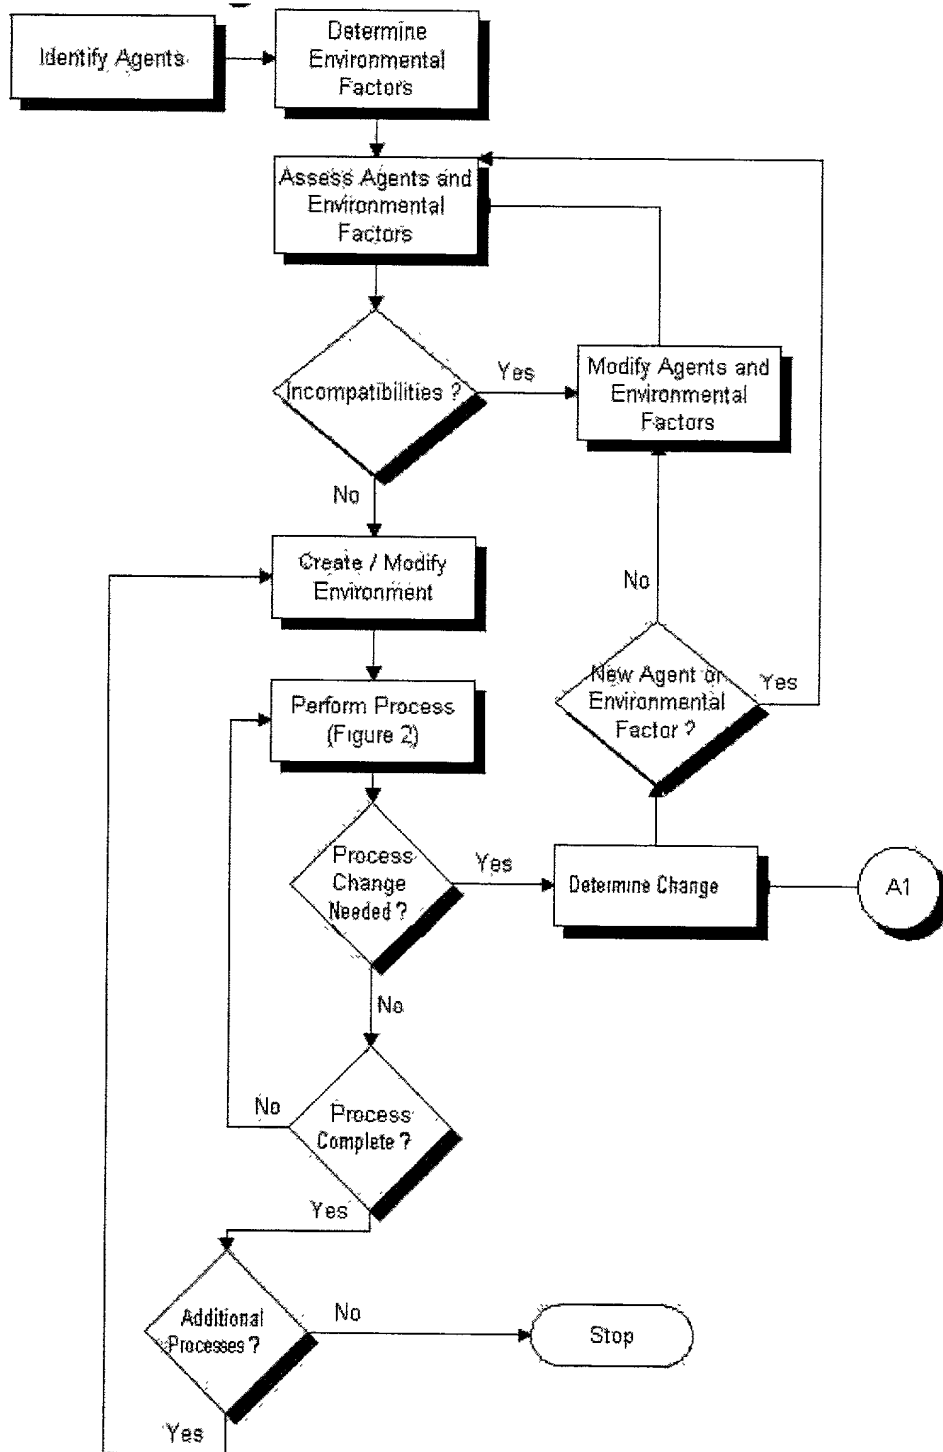 Identify Agents
Determine
Environmental
Factors
Assess Agents and
Environmental
Factors
Incompatibilities ?
Yes
Modify Agents and
Environmental
Factors
No
Create / Modify
Environment
No
New Agent or
Environmental
Factor ?
Yes
Perform Process
(Figure 2)
Process
Change
Needed ?
Yes
Determine Change
A1
No
Process
Complete ?
No
Yes
Additional
Processes ?
No
Stop
Yes